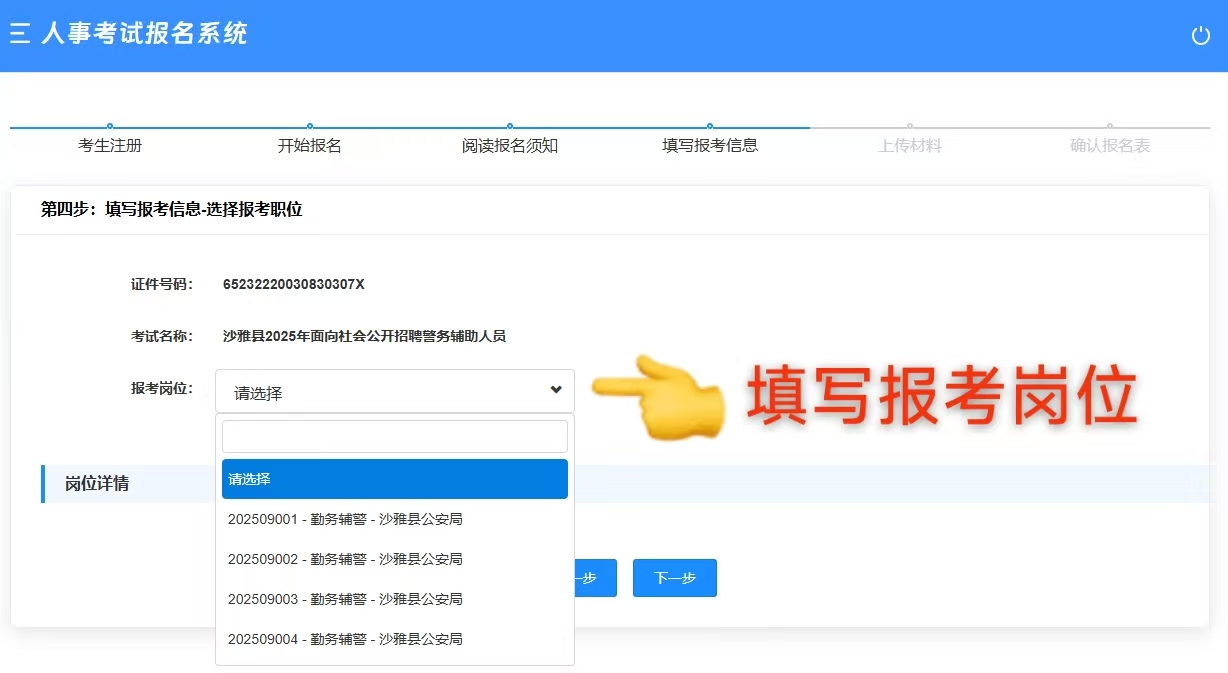 人事考试报名系统
考生注册
开始报名
阅读报名须知
填写报考信息
上传材料
确认报名表
第四步：填写报考信息-选择报考职位
证件号码： 65232220030830307X
考试名称： 沙雅县2025年面向社会公开招聘警务辅助人员
报考岗位： 请选择
填写报考岗位
请选择
岗位详情
202509001 - 勤务辅警 - 沙雅县公安局
202509002 - 勤务辅警 - 沙雅县公安局
一步 下一步
202509003 - 勤务辅警 - 沙雅县公安局
202509004 - 勤务辅警 - 沙雅县公安局